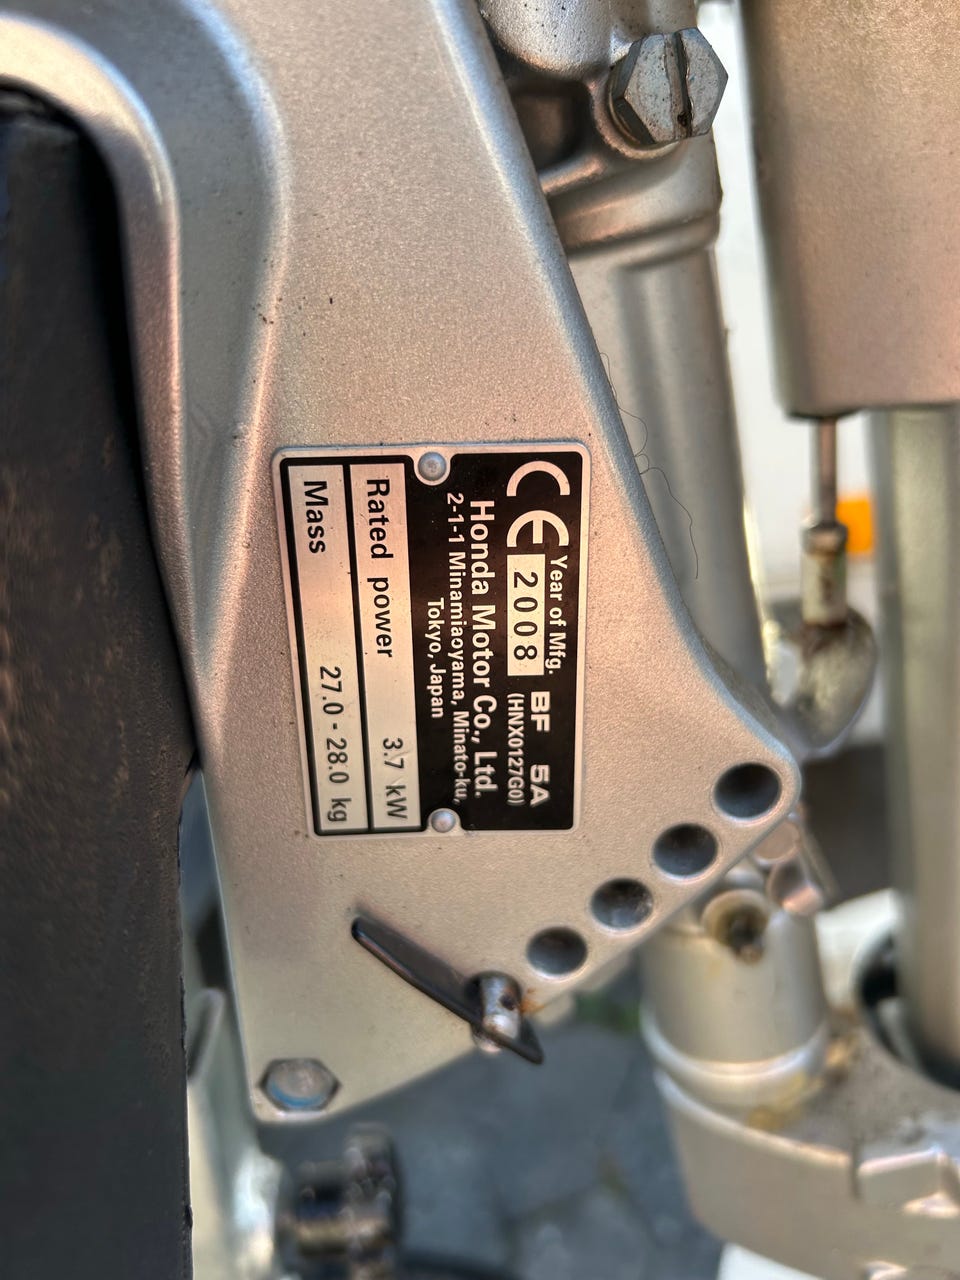 CE
Year of Mfg.
2008
BF 5A
(HNX0127G0)
Honda Motor Co., Ltd.
2-1-1 Minamiaoyama, Minato-ku,
Tokyo, Japan
Rated power 3.7 kW
Mass 27.0 - 28.0 kg